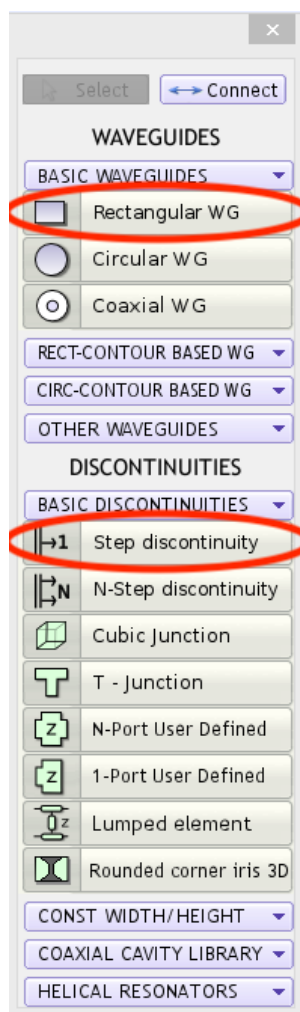 Select Connect
WAVEGUIDES
BASIC WAVEGUIDES
Rectangular WG
Circular WG
Coaxial WG
RECT-CONTOUR BASED WG
CIRC-CONTOUR BASED WG
OTHER WAVEGUIDES
DISCONTINUITIES
BASIC DISCONTINUITIES
1 Step discontinuity
N N-Step discontinuity
Cubic Junction
T - Junction
Z N-Port User Defined
Z 1-Port User Defined
Z Lumped element
Rounded corner iris 3D
CONST WIDTH/HEIGHT
COAXIAL CAVITY LIBRARY
HELICAL RESONATORS